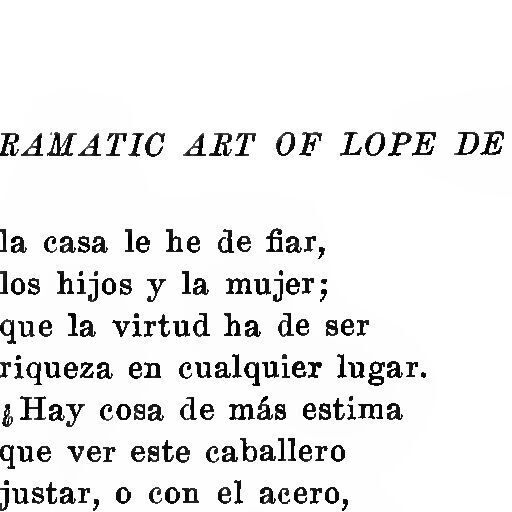 RAMATIC ART OF LOPE DE
la casa le he de fiar,
los hijos y la mujer;
que la virtud ha de ser
riqueza en cualquier lugar.
¿Hay cosa de más estima
que ver este caballero
justar, o con el acero,